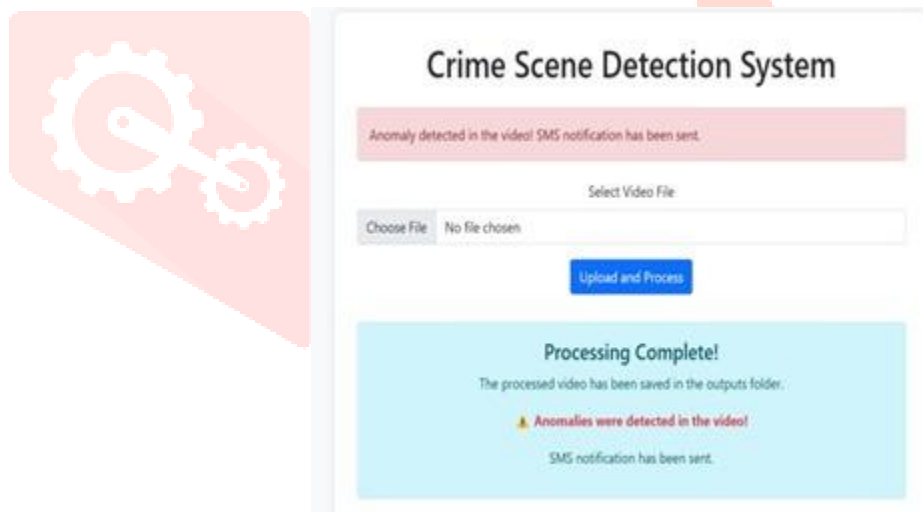 Crime Scene Detection System
Anomaly detected in the video! SMS notification has been sent.
Select Video File
Choose File No file chosen
Upload and Process
Processing Complete!
The processed video has been saved in the outputs folder.
⚠ Anomalies were detected in the video!
SMS notification has been sent.